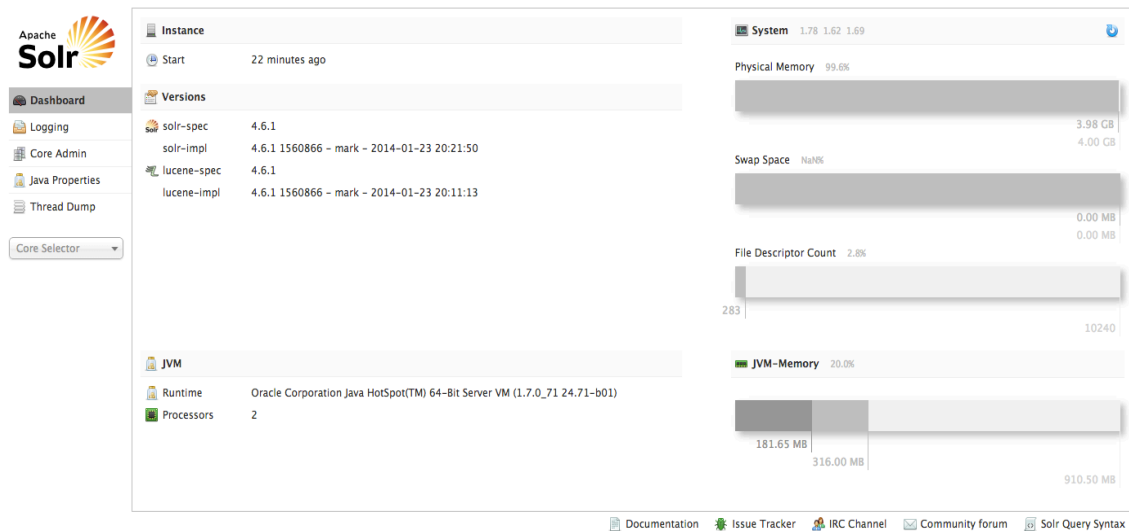 Apache
Solr
Dashboard
Logging
Core Admin
Java Properties
Thread Dump
Core Selector
Instance
Start 22 minutes ago
Versions
Solr solr-spec 4.6.1
solr-impl 4.6.1 1560866 - mark - 2014-01-23 20:21:50
lucene-spec 4.6.1
lucene-impl 4.6.1 1560866 - mark - 2014-01-23 20:11:13
JVM
Runtime Oracle Corporation Java HotSpot(TM) 64-Bit Server VM (1.7.0_71 24.71-b01)
Processors 2
System 1.78 1.62 1.69
Physical Memory 99.6%
3.98 GB
4.00 GB
Swap Space NaN%
0.00 MB
0.00 MB
File Descriptor Count 2.8%
283
10240
JVM-Memory 20.0%
181.65 MB
316.00 MB
910.50 MB
Documentation Issue Tracker IRC Channel Community forum Solr Query Syntax